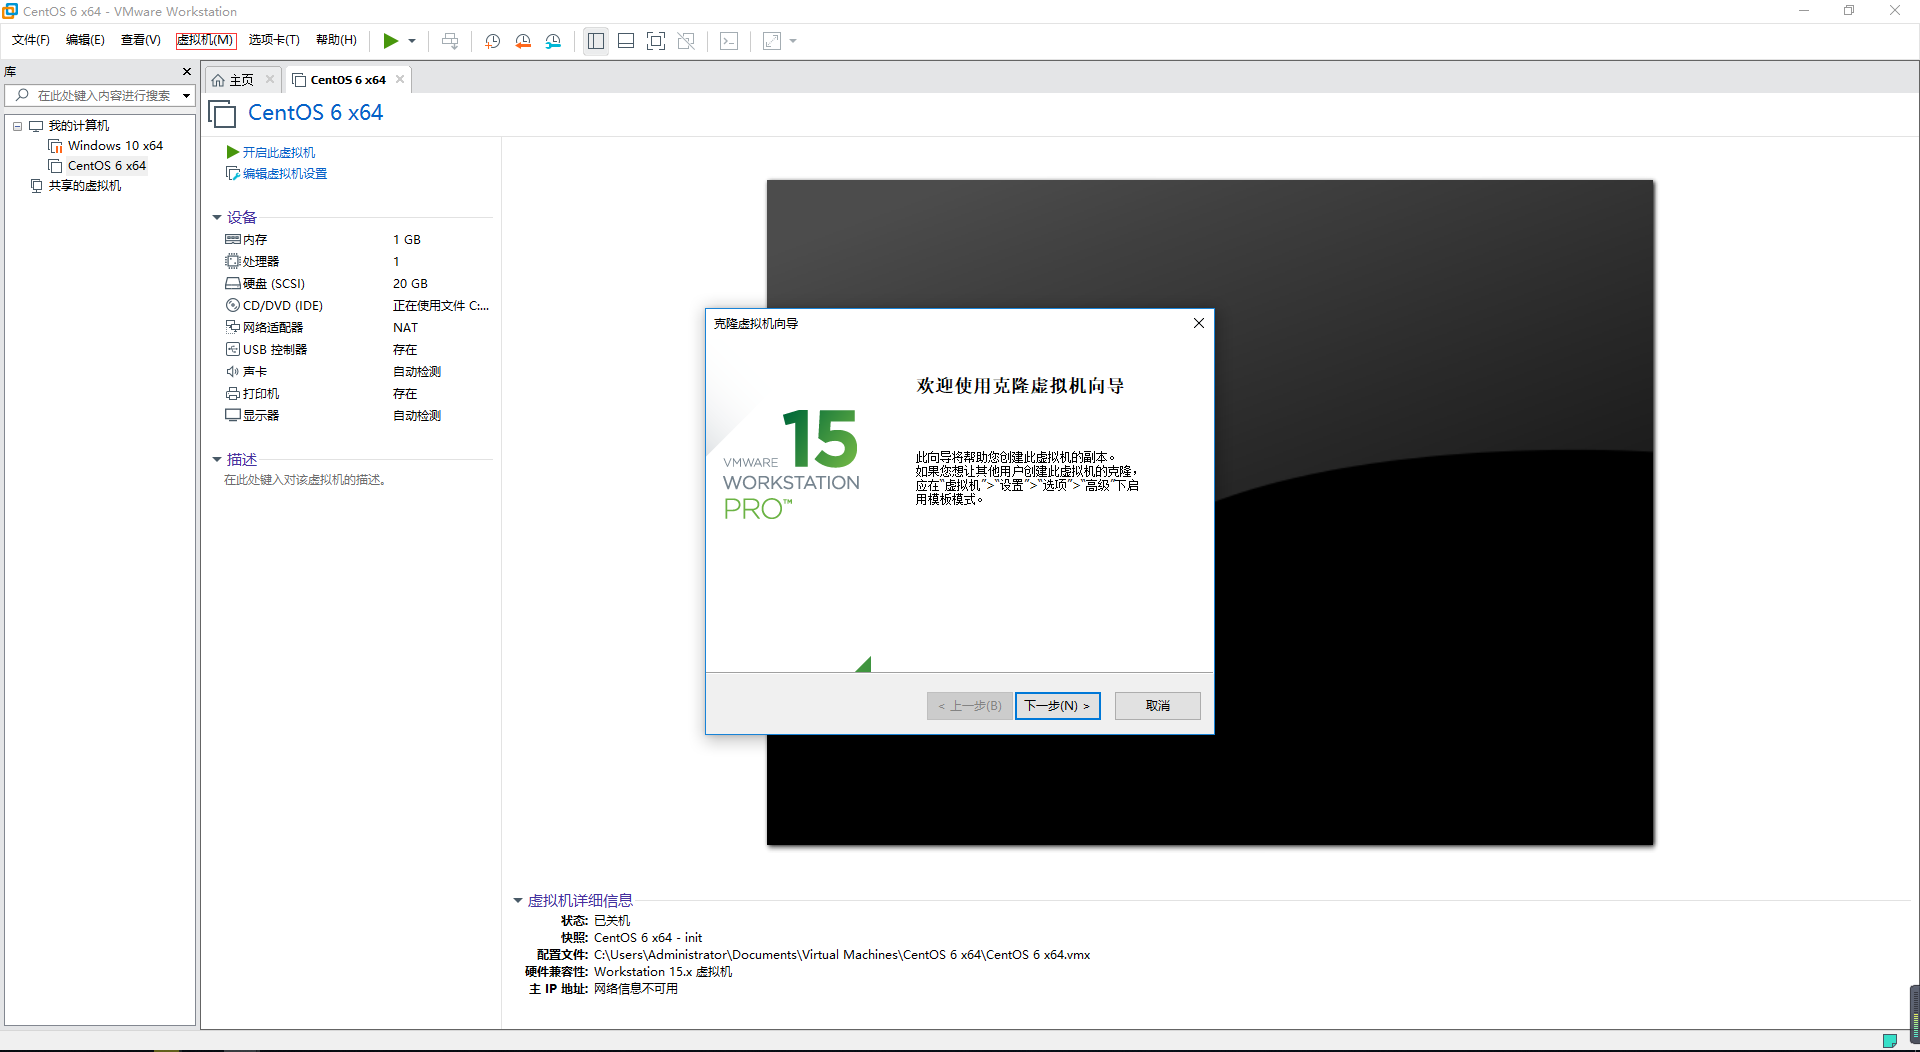 CentOS 6 x64 - VMware Workstation
文件(F) 编辑(E) 查看(V) 虚拟机(M) 选项卡(T) 帮助(H)
库
在此处键入内容进行搜索
我的计算机
Windows 10 x64
CentOS 6 x64
共享的虚拟机
主页
CentOS 6 x64
CentOS 6 x64
开启此虚拟机
编辑虚拟机设置
设备
内存 1 GB
处理器 1
硬盘 (SCSI) 20 GB
CD/DVD (IDE) 正在使用文件 C:...
网络适配器 NAT
USB 控制器 存在
声卡 自动检测
打印机 存在
显示器 自动检测
描述
在此处键入对该虚拟机的描述。
克隆虚拟机向导
15
VMWARE
WORKSTATION
PRO™
欢迎使用克隆虚拟机向导
此向导将帮助您创建此虚拟机的副本。
如果您想让其他用户创建此虚拟机的克隆，
应在“虚拟机”>“设置”>“选项”>“高级”下启
用模板模式。
< 上一步(B) 下一步(N) > 取消
虚拟机详细信息
状态: 已关机
快照: CentOS 6 x64 - init
配置文件: C:\Users\Administrator\Documents\Virtual Machines\CentOS 6 x64\CentOS 6 x64.vmx
硬件兼容性: Workstation 15.x 虚拟机
主 IP 地址: 网络信息不可用